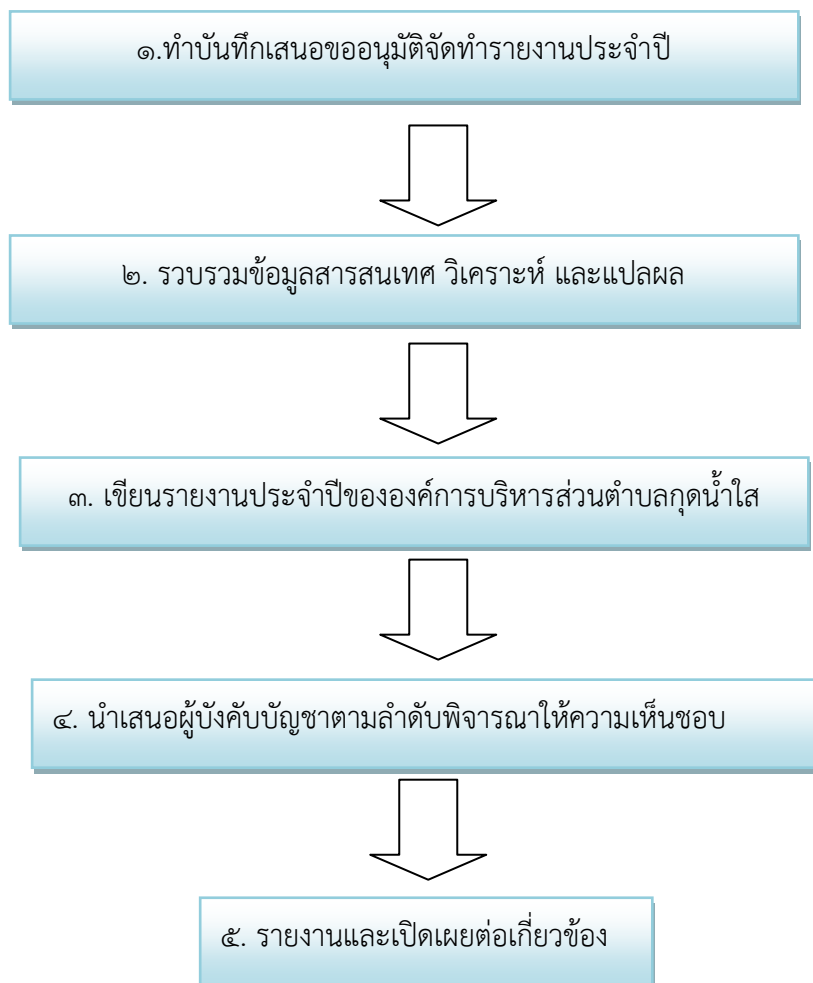 ๑.ทำบันทึกเสนอขออนุมัติจัดทำรายงานประจำปี
๒. รวบรวมข้อมูลสารสนเทศ วิเคราะห์ และแปลผล
๓. เขียนรายงานประจำปีขององค์การบริหารส่วนตำบลกุดน้ำใส
๔. นำเสนอผู้บังคับบัญชาตามลำดับพิจารณาให้ความเห็นชอบ
๕. รายงานและเปิดเผยต่อเกี่ยวข้อง